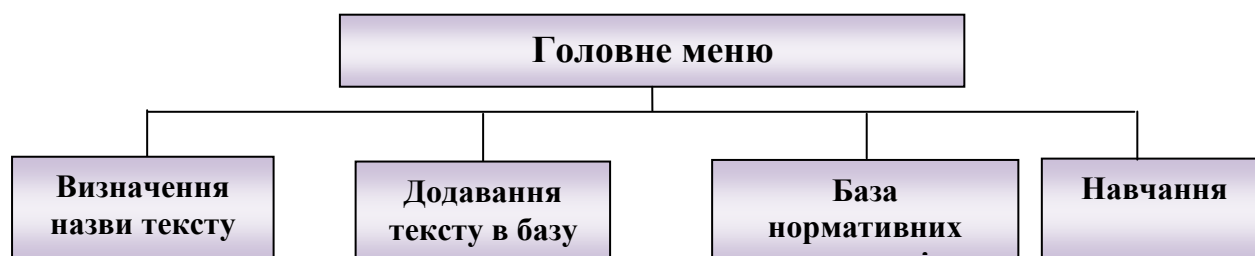 Головне меню
Визначення
назви тексту
Додавання
тексту в базу
База
нормативних
Навчання